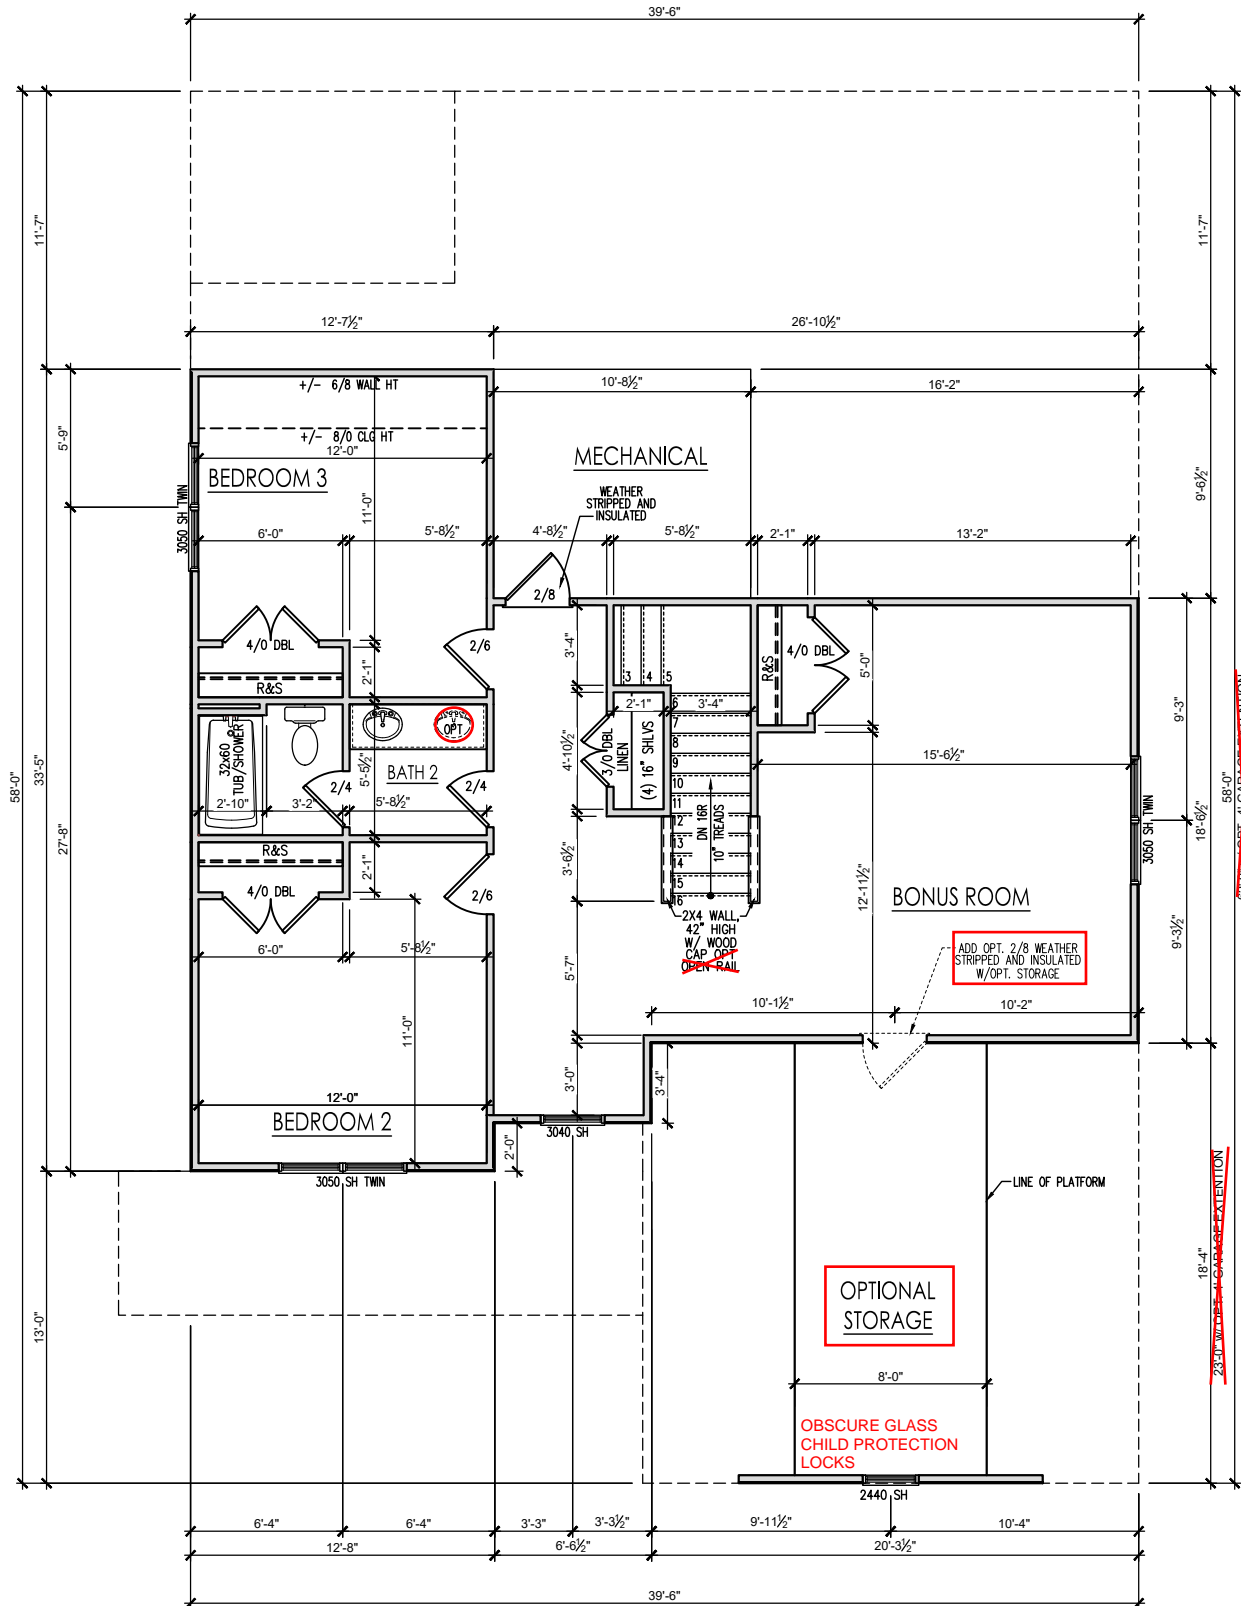 39'-6"
11'-7"
11'-7"
12'-7½"
26'-10½"
+/- 6/8 WALL HT
10'-8½"
16'-2"
5'-9"
+/- 8/0 CLG HT
12'-0"
BEDROOM 3
MECHANICAL
WEATHER
STRIPPED AND
INSULATED
9'-6½"
3050 SH TWIN
11'-0"
6'-0"
5'-8½"
4'-8½"
5'-8½"
2'-1"
13'-2"
2/8
4/0 DBL
2/6
3'-4"
4/0 DBL
5'-0"
R&S
2'-1"
R&S
3
4
5
6
7
8
9
10
11
12
13
14
15
16
2'-1"
3'-4"
9'-3"
58'-0"
33'-5"
27'-8"
32x60
TUB/SHOWER
OPT
5'-5½"
BATH 2
2/4
2/4
2'-10"
3'-2"
5'-8½"
4'-10½"
3/0 DBL
LINEN
(4) 16" SHLVS
DN 16R
10" TREADS
15'-6½"
3050 SH TWIN
18'-6½"
58'-0"
R&S
2'-1"
4/0 DBL
2/6
3'-6½"
12'-11½"
BONUS ROOM
2X4 WALL,
42" HIGH
W/ WOOD
CAP OPT
OPEN RAIL
ADD OPT. 2/8 WEATHER
STRIPPED AND INSULATED
W/OPT. STORAGE
9'-3½"
6'-0"
5'-8½"
5'-7"
10'-1½"
10'-2"
11'-0"
12'-0"
BEDROOM 2
3'-0"
3'-4"
3040 SH
2'-0"
3050 SH TWIN
LINE OF PLATFORM
13'-0"
18'-4"
23'-0" W/ OPT. 4' GARAGE EXTENTION
OPTIONAL
STORAGE
8'-0"
OBSCURE GLASS
CHILD PROTECTION
LOCKS
2440 SH
6'-4"
6'-4"
3'-3"
3'-3½"
9'-11½"
10'-4"
12'-8"
6'-6½"
20'-3½"
39'-6"